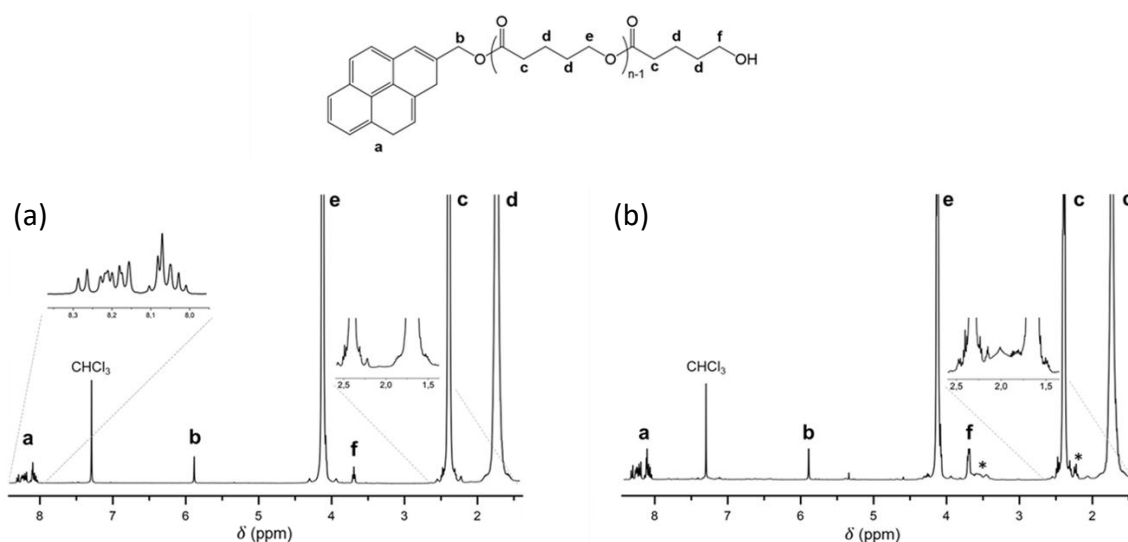 O O
b d e d f
O O OH
c d c d
n-1
a
(a) (b)
e c d e c
8,3 8,2 8,1 8,0
CHCl3 CHCl3
2,5 2,0 1,5 2,5 2,0 1,5
a b f a b f * *
8 7 6 5 4 3 2 8 7 6 5 4 3 2
δ (ppm) δ (ppm)